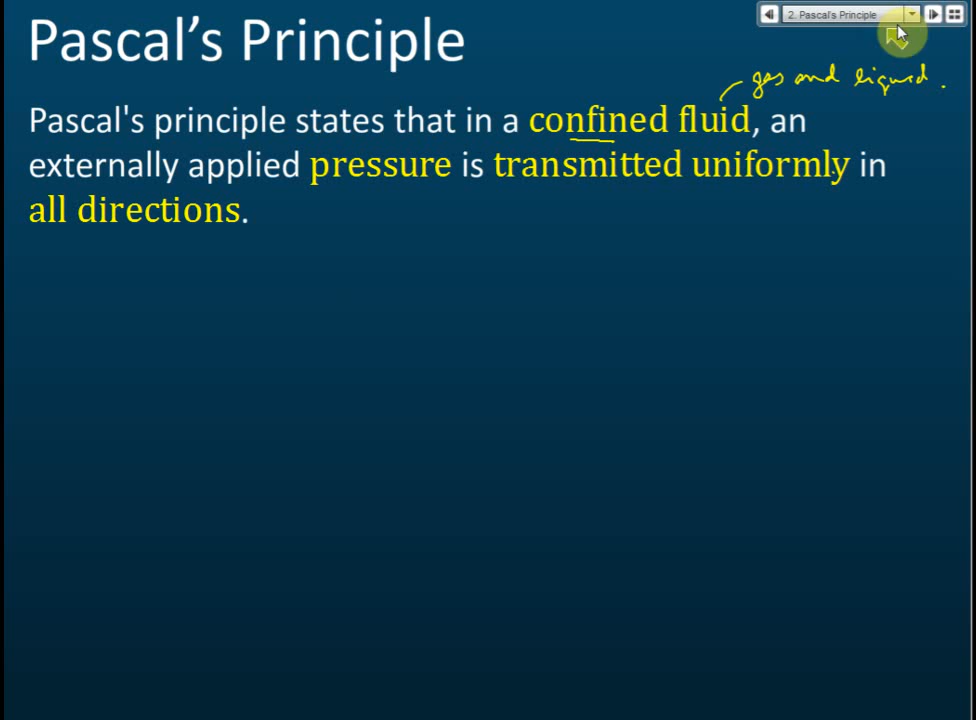 2. Pascal's Principle
Pascal's Principle
gas and liquid.
Pascal's principle states that in a confined fluid, an
externally applied pressure is transmitted uniformly in
all directions.